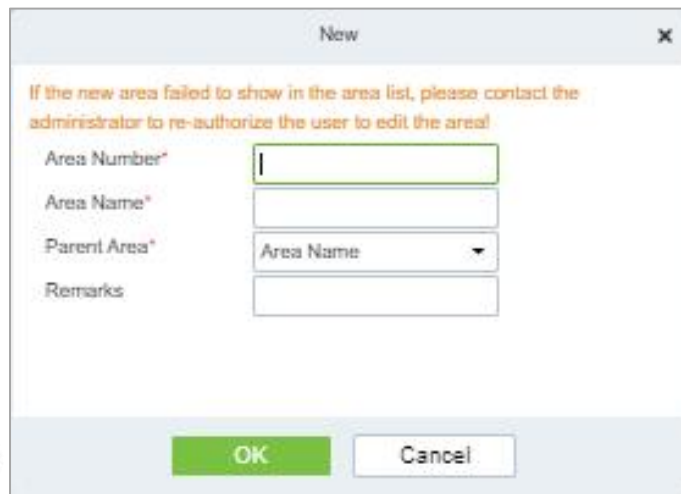 New
If the new area failed to show in the area list, please contact the
administrator to re-authorize the user to edit the area!
Area Number*
Area Name*
Parent Area* Area Name
Remarks
OK Cancel